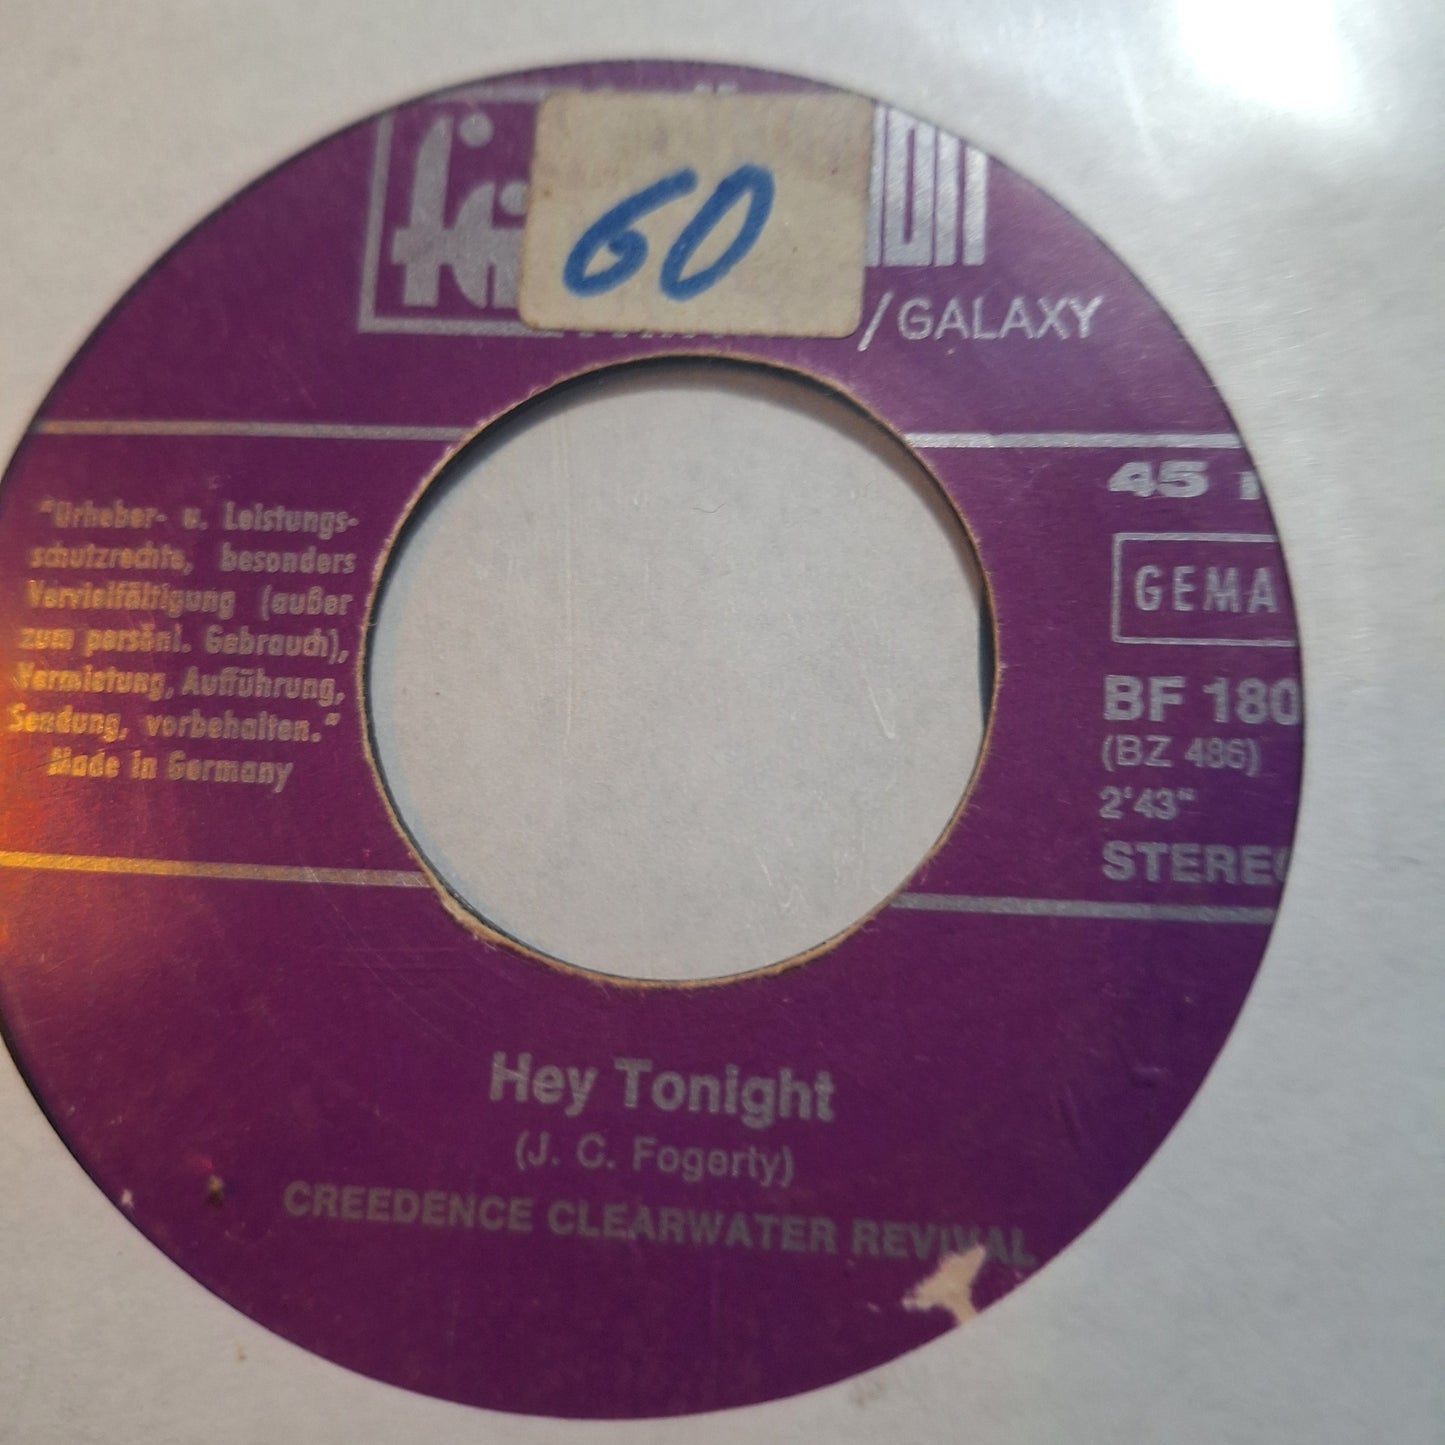 60
/GALAXY
"Urheber- u. Leistungs-
schutzrechte, besonders
Vervielfältigung (außer
zum persönl. Gebrauch),
Vermietung, Aufführung,
Sendung, vorbehalten."
Made in Germany
45
GEMA
BF 180
(BZ 486)
2'43"
STEREO
Hey Tonight
(J. C. Fogerty)
CREEDENCE CLEARWATER REVIVAL